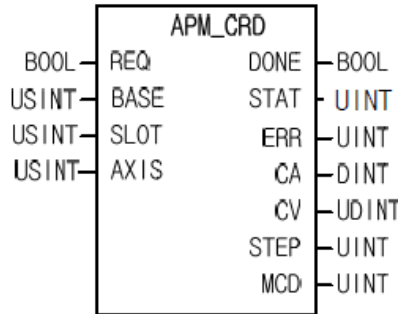 APM_CRD
BOOL REQ DONE BOOL
USINT BASE STAT UINT
USINT SLOT ERR UINT
USINT AXIS CA DINT
CV UDINT
STEP UINT
MCD UINT